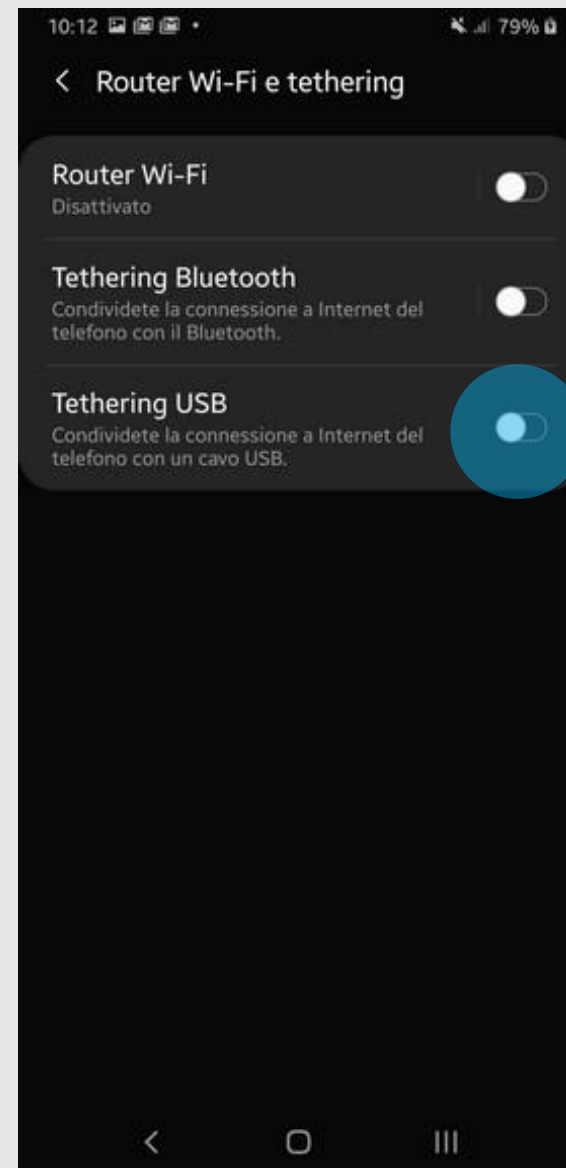 10:12
79%
Router Wi-Fi e tethering
Router Wi-Fi
Disattivato
Tethering Bluetooth
Condividete la connessione a Internet del
telefono con il Bluetooth.
Tethering USB
Condividete la connessione a Internet del
telefono con un cavo USB.